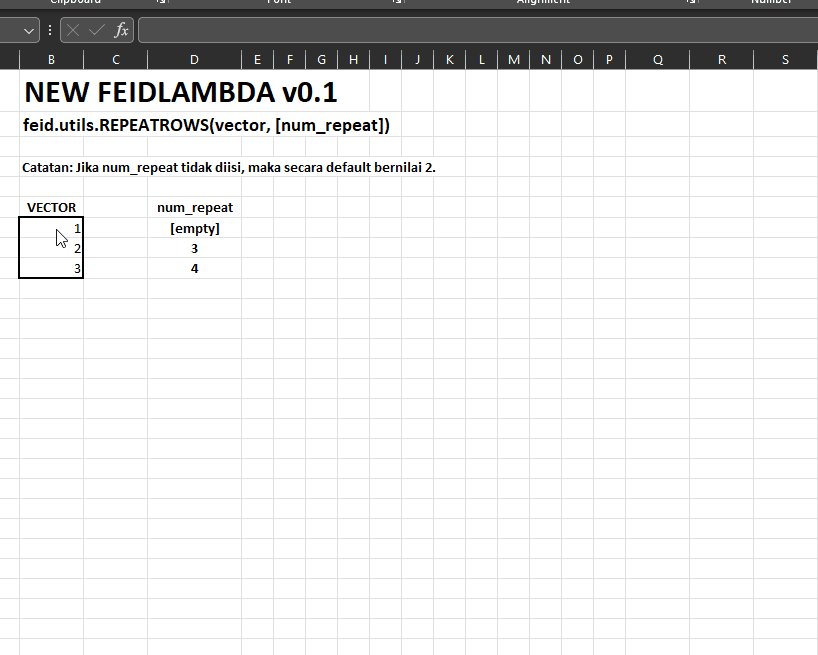 Clipboard Font Alignment Number
fx
B C D E F G H I J K L M N O P Q R S
NEW FEIDLAMBDA v0.1
feid.utils.REPEATROWS(vector, [num_repeat])
Catatan: Jika num_repeat tidak diisi, maka secara default bernilai 2.
VECTOR num_repeat
1 [empty]
2 3
3 4